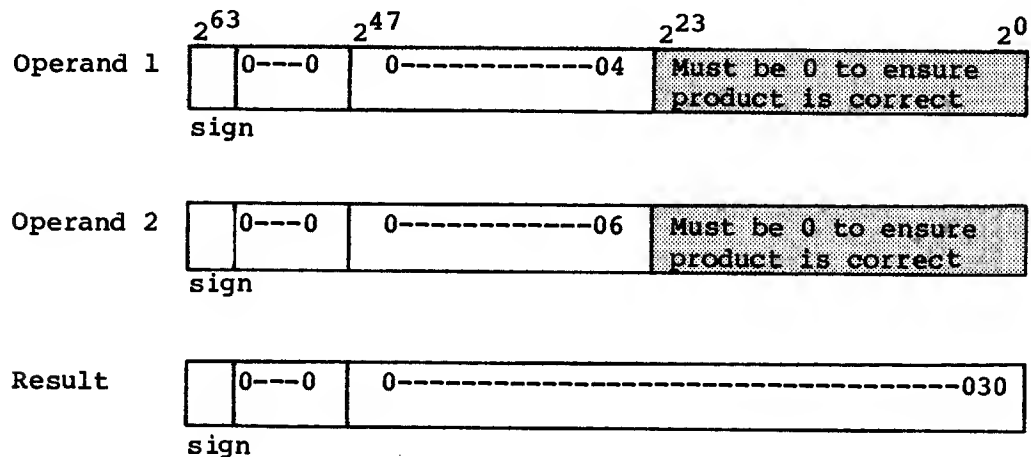 2^63 2^47 2^23 2^0
Operand 1 0---0 0------------04 Must be 0 to ensure
product is correct
sign
Operand 2 0---0 0------------06 Must be 0 to ensure
product is correct
sign
Result 0---0 0----------------------------------030
sign